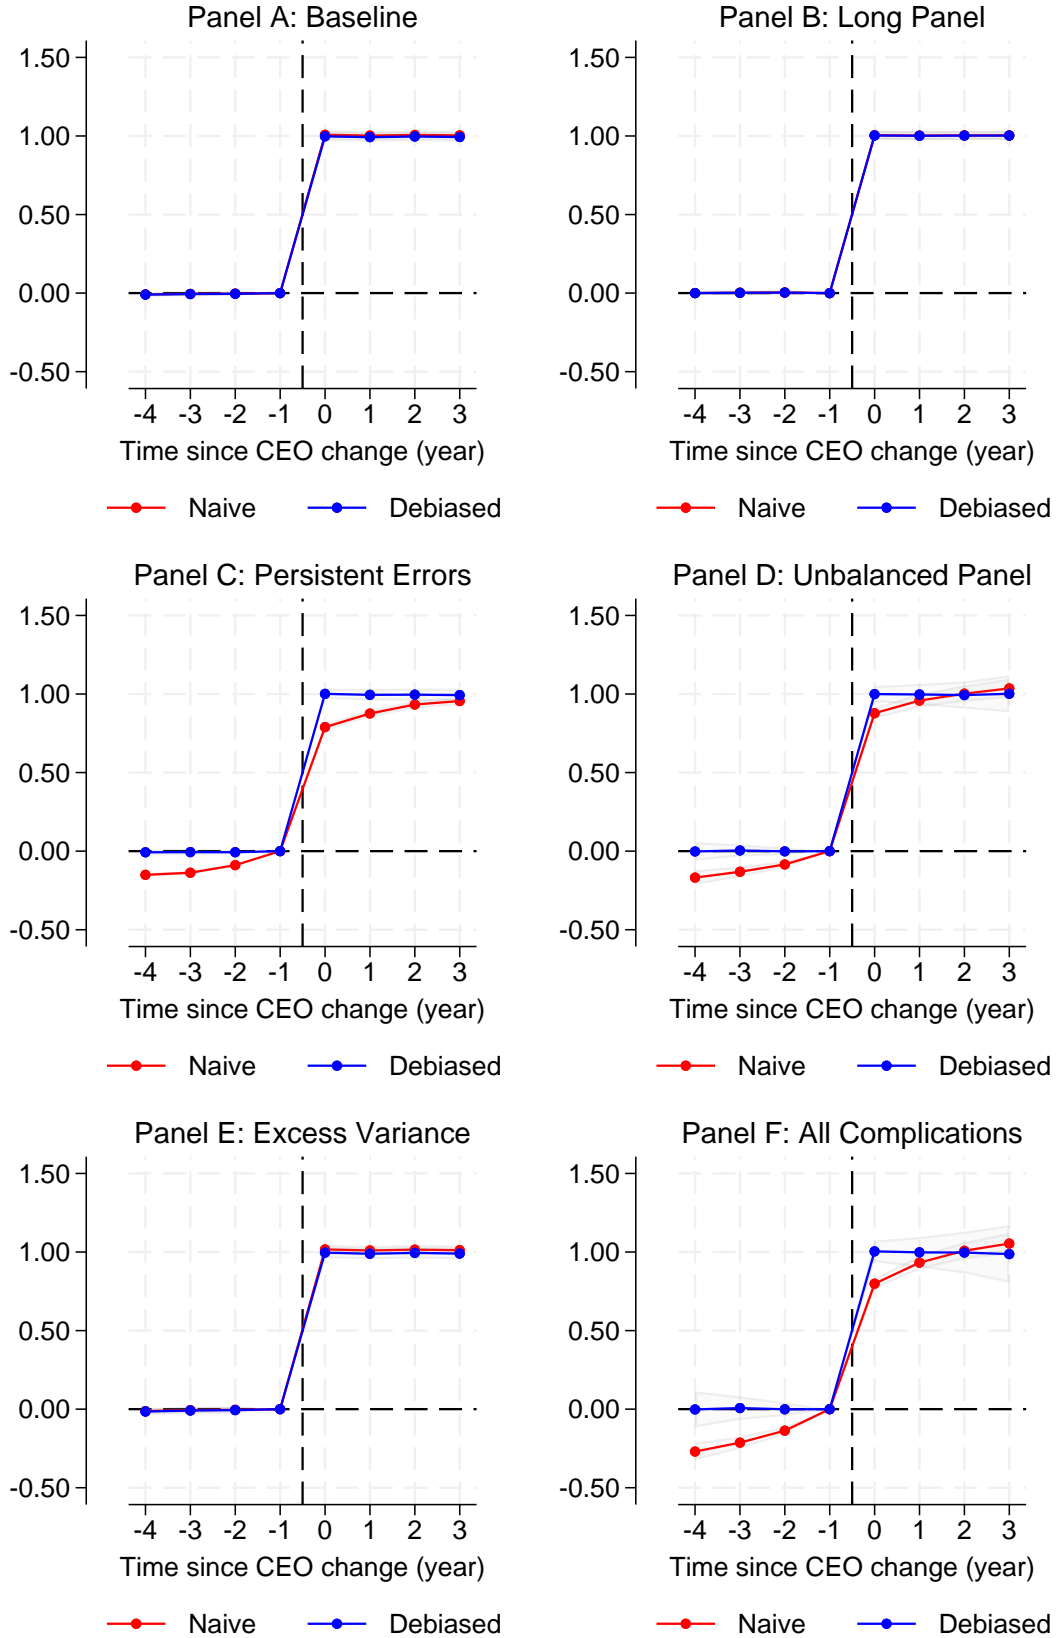 Panel A: Baseline
1.50
1.00
0.50
0.00
-0.50
-4 -3 -2 -1 0 1 2 3
Time since CEO change (year)
Naive Debiased
Panel B: Long Panel
1.50
1.00
0.50
0.00
-0.50
-4 -3 -2 -1 0 1 2 3
Time since CEO change (year)
Naive Debiased
Panel C: Persistent Errors
1.50
1.00
0.50
0.00
-0.50
-4 -3 -2 -1 0 1 2 3
Time since CEO change (year)
Naive Debiased
Panel D: Unbalanced Panel
1.50
1.00
0.50
0.00
-0.50
-4 -3 -2 -1 0 1 2 3
Time since CEO change (year)
Naive Debiased
Panel E: Excess Variance
1.50
1.00
0.50
0.00
-0.50
-4 -3 -2 -1 0 1 2 3
Time since CEO change (year)
Naive Debiased
Panel F: All Complications
1.50
1.00
0.50
0.00
-0.50
-4 -3 -2 -1 0 1 2 3
Time since CEO change (year)
Naive Debiased